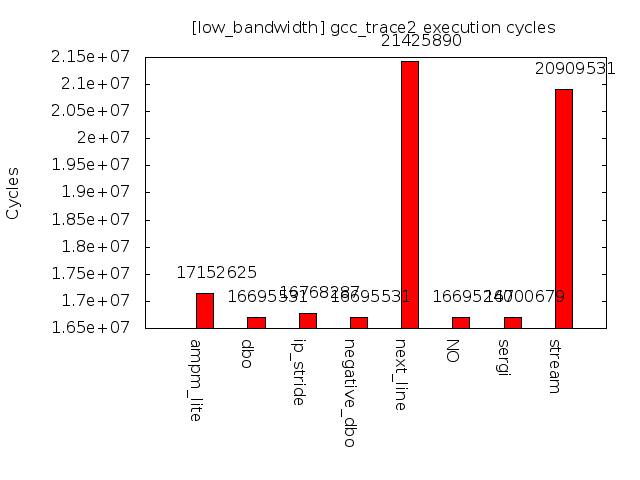 [low_bandwidth] gcc_trace2 execution cycles
21425890
2.15e+07
2.1e+07
2.05e+07
2e+07
1.95e+07
1.9e+07
1.85e+07
1.8e+07
1.75e+07
1.7e+07
1.65e+07
Cycles
20909531
17152625
16695531
16768287
16695531
16700679
ampm_lite
dbo
ip_stride
negative_dbo
next_line
NO
sergi
stream